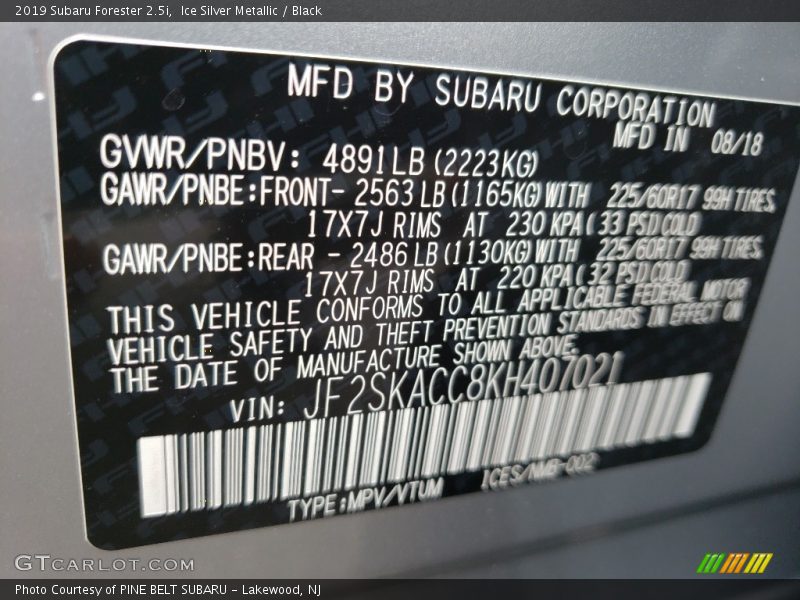 2019 Subaru Forester 2.5i,  Ice Silver Metallic / Black
MFD BY SUBARU CORPORATION
MFD IN 08/18
GVWR/PNBV: 4891LB(2223KG)
GAWR/PNBE:FRONT- 2563 LB(1165KG)WITH 225/60R17 99H TIRES.
17X7J RIMS AT 230 KPA(33 PSI)COLD
GAWR/PNBE:REAR - 2486 LB(1130KG)WITH 225/60R17 99H TIRES.
17X7J RIMS AT 220 KPA(32 PSI)COLD
THIS VEHICLE CONFORMS TO ALL APPLICABLE FEDERAL MOTOR
VEHICLE SAFETY AND THEFT PREVENTION STANDARDS IN EFFECT ON
THE DATE OF MANUFACTURE SHOWN ABOVE.
VIN: JF2SKACC8KH407021
TYPE:MPV/VTUM ICES/NMB-002
GTCARLOT.COM
Photo Courtesy of PINE BELT SUBARU – Lakewood, NJ